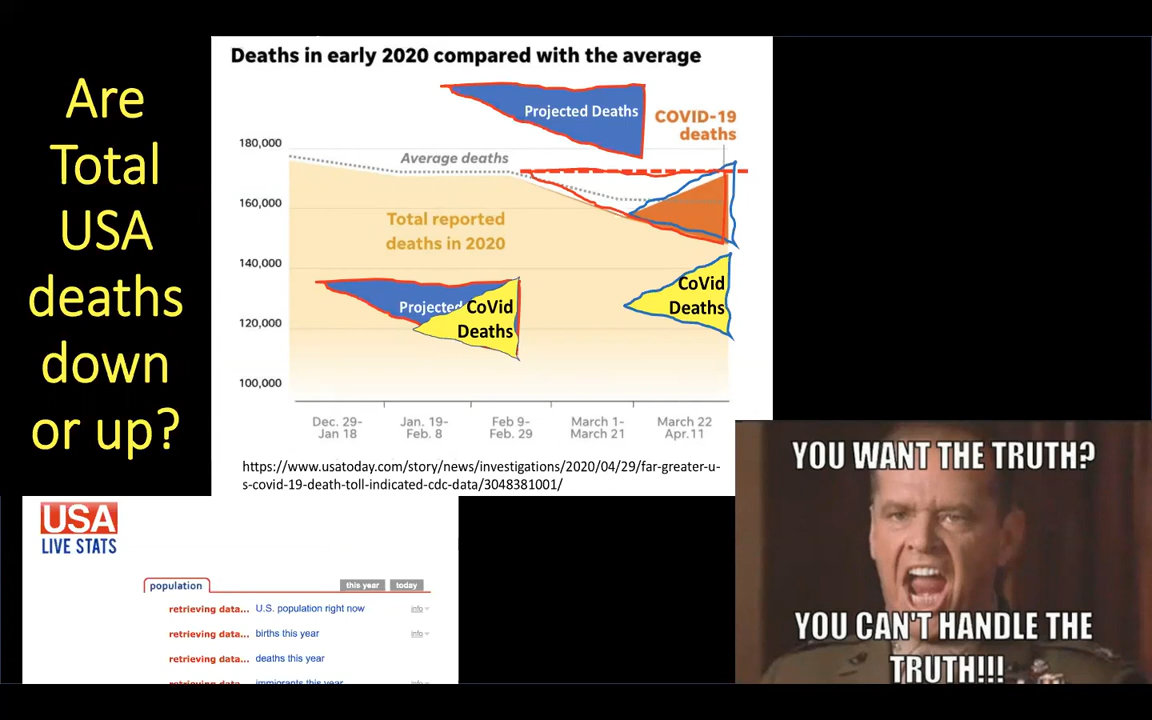 Are
Total
USA
deaths
down
or up?
Deaths in early 2020 compared with the average
Projected Deaths
COVID-19
deaths
180,000
Average deaths
160,000
Total reported
deaths in 2020
140,000
Projected
CoVid
Deaths
CoVid
Deaths
120,000
100,000
Dec. 29-
Jan 18
Jan. 19-
Feb. 8
Feb 9-
Feb. 29
March 1-
March 21
March 22
Apr.11
https://www.usatoday.com/story/news/investigations/2020/04/29/far-greater-u-
s-covid-19-death-toll-indicated-cdc-data/3048381001/
USA
LIVE STATS
population
this year
today
retrieving data... U.S. population right now info
retrieving data... births this year info
retrieving data... deaths this year
retrieving data... immigrants this year
YOU WANT THE TRUTH?
YOU CAN'T HANDLE THE
TRUTH!!!